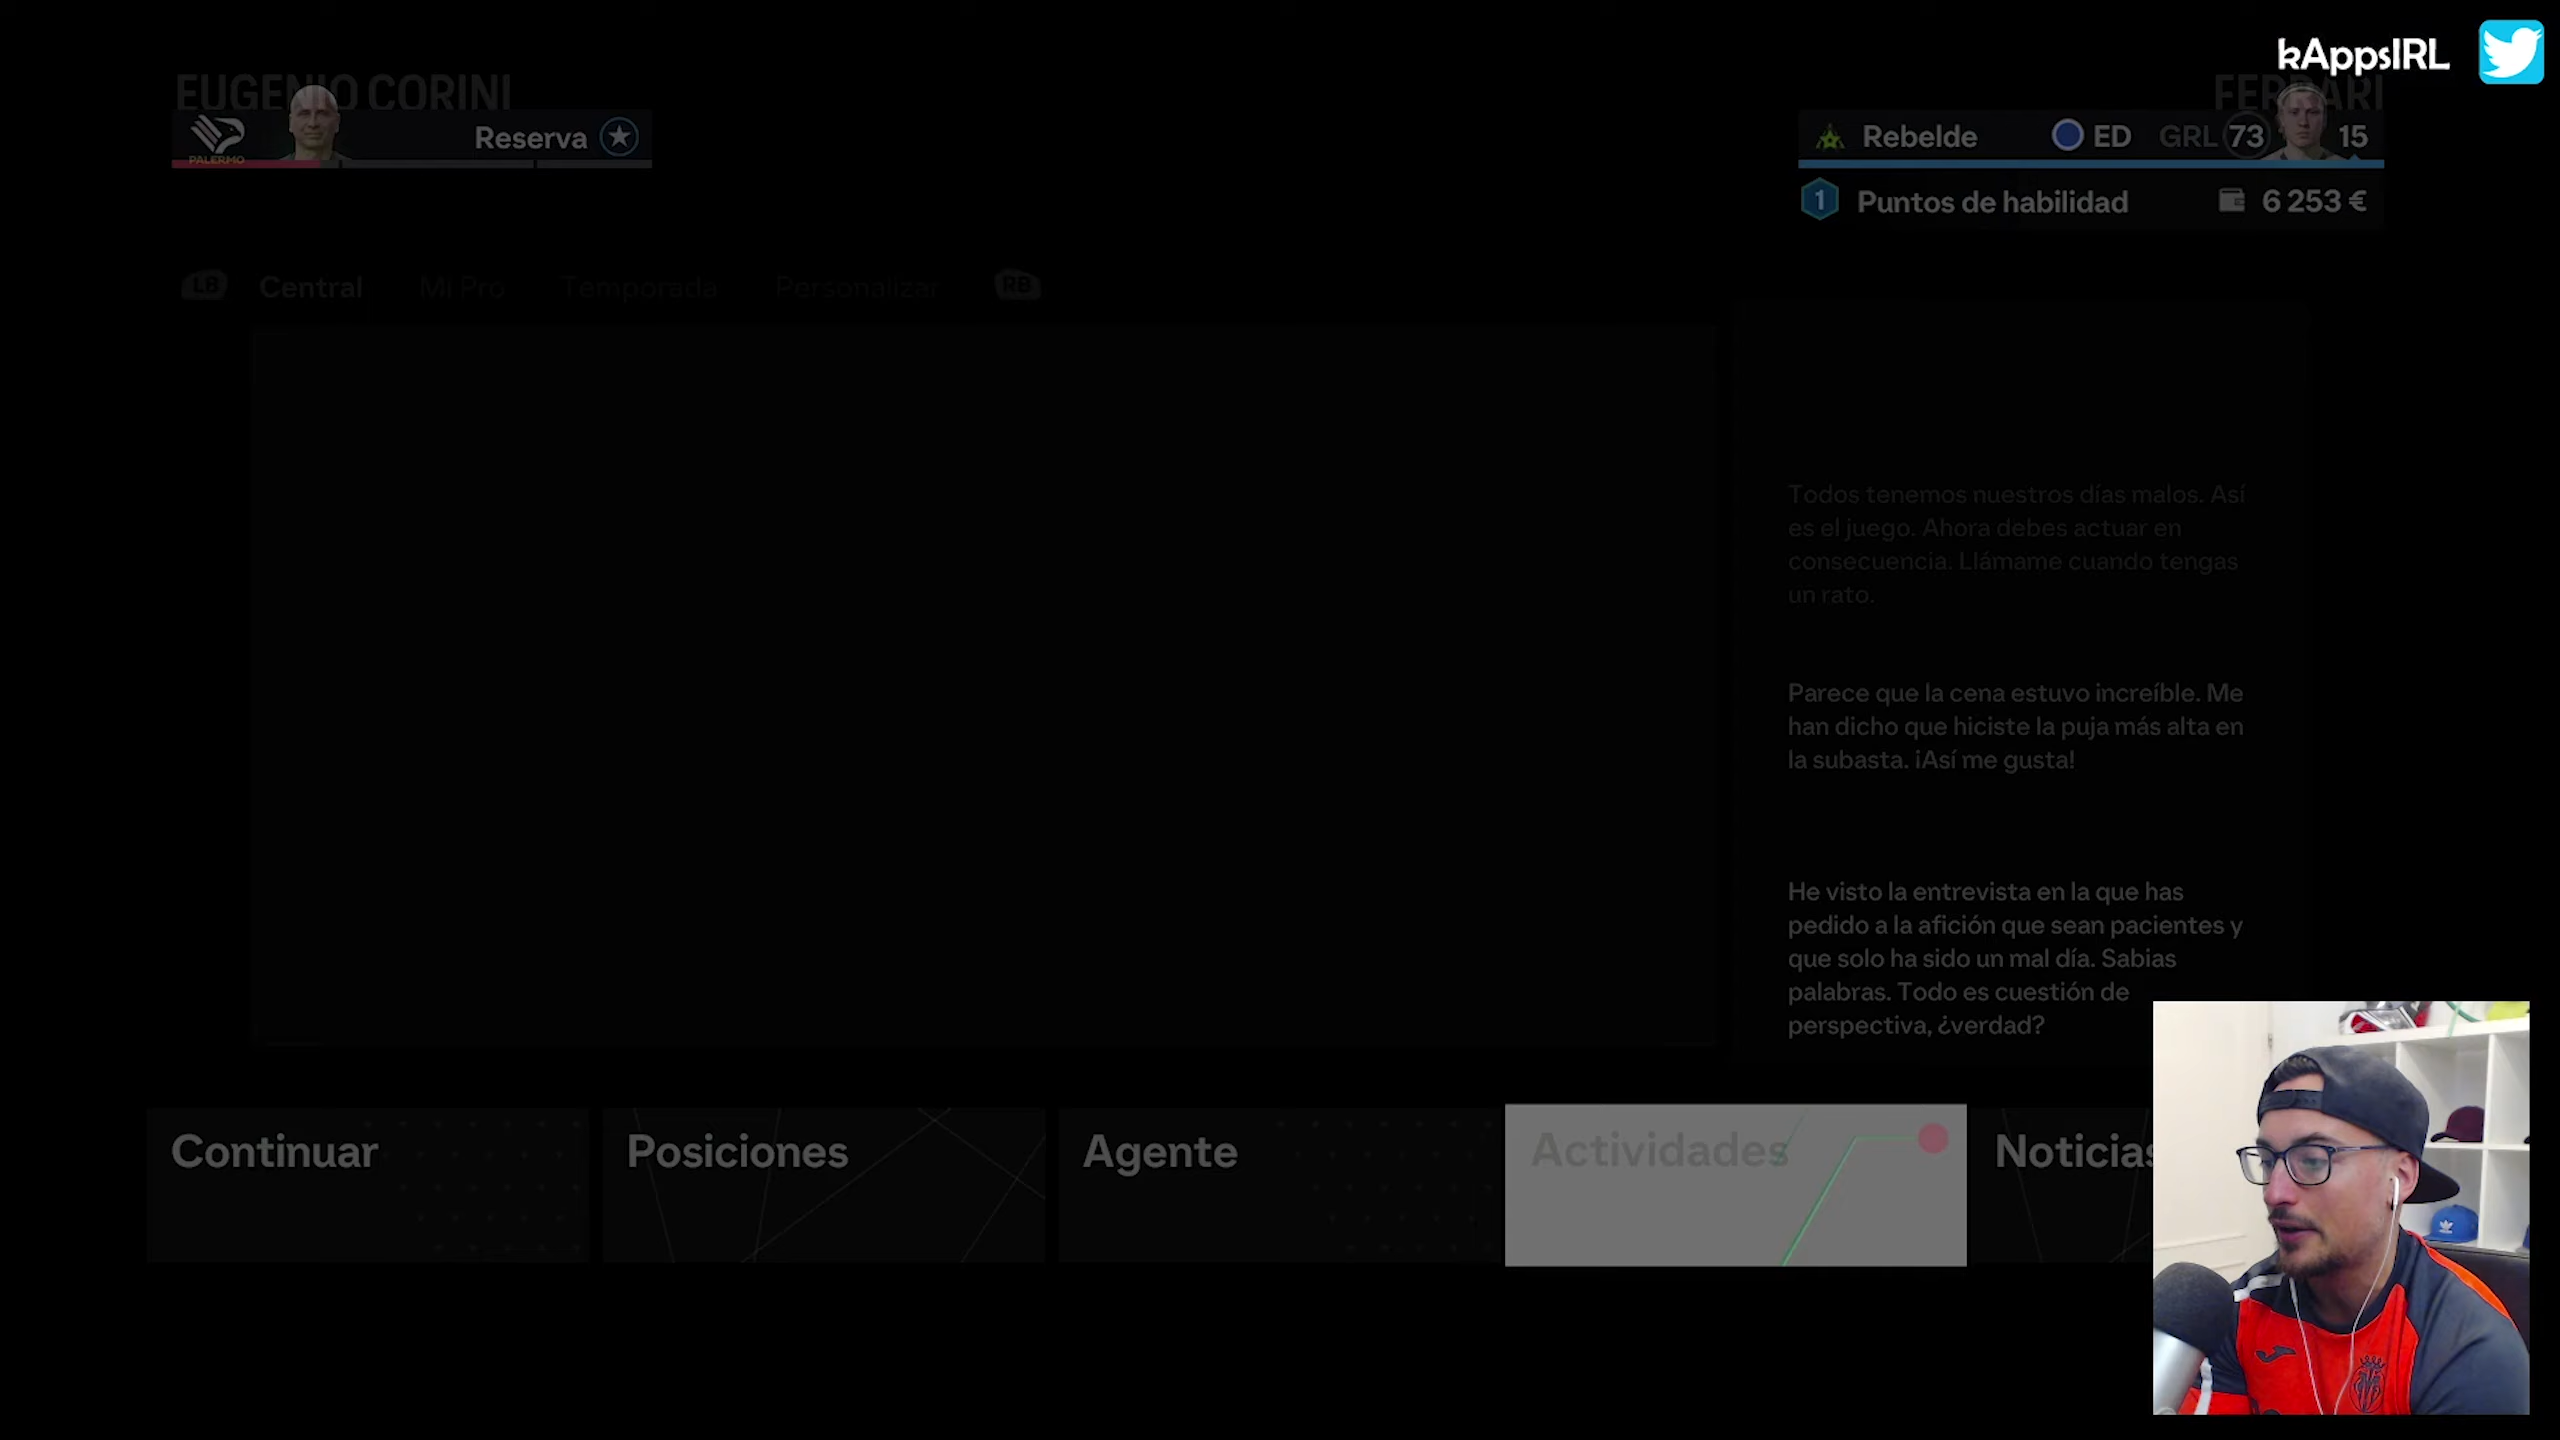 kAppsIRL
EUGENIO CORINI
FERRARI
PALERMO
Reserva
Rebelde ED GRL 73 15
1 Puntos de habilidad 6 253 €
LB Central Mi Pro Temporada Personalizar RB
Todos tenemos nuestros días malos. Así
es el juego. Ahora debes actuar en
consecuencia. Llámame cuando tengas
un rato.
Parece que la cena estuvo increíble. Me
han dicho que hiciste la puja más alta en
la subasta. ¡Así me gusta!
He visto la entrevista en la que has
pedido a la afición que sean pacientes y
que solo ha sido un mal día. Sabias
palabras. Todo es cuestión de
perspectiva, ¿verdad?
Continuar
Posiciones
Agente
Actividades
Noticias